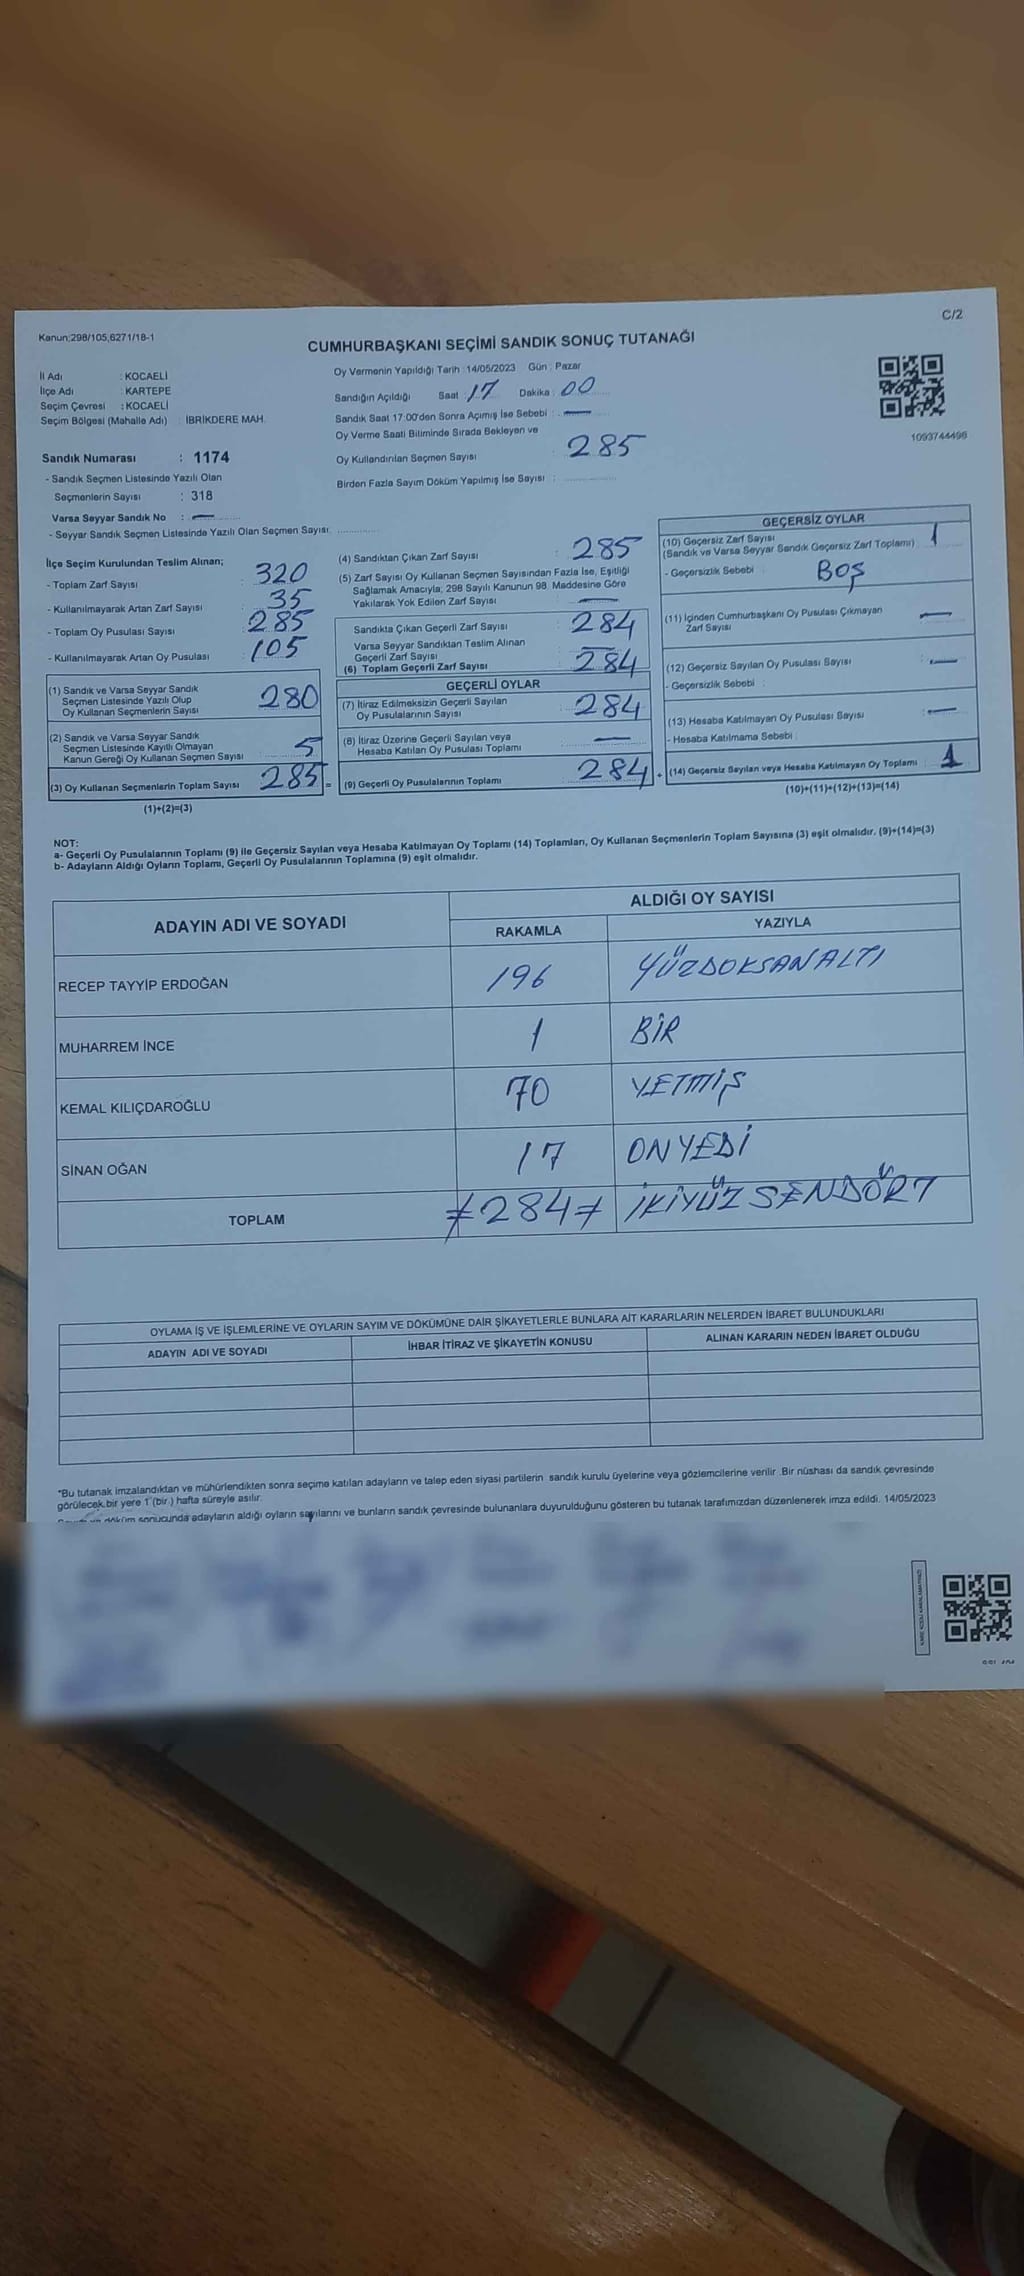 C/2
Kanun;298/105,6271/18-1
CUMHURBAŞKANI SEÇİMİ SANDIK SONUÇ TUTANAĞI
İl Adı : KOCAELİ
İlçe Adı : KARTEPE
Seçim Çevresi : KOCAELİ
Seçim Bölgesi (Mahalle Adı) : İBRİKDERE MAH.
Sandık Numarası : 1174
- Sandık Seçmen Listesinde Yazılı Olan
Seçmenlerin Sayısı : 318
Varsa Seyyar Sandık No : —
- Seyyar Sandık Seçmen Listesinde Yazılı Olan Seçmen Sayısı:
Oy Vermenin Yapıldığı Tarih :14/05/2023 Gün : Pazar
Sandığın Açıldığı Saat : 17 Dakika : 00
Sandık Saat 17:00'den Sonra Açımış İse Sebebi : —
Oy Verme Saati Bitiminde Sırada Bekleyen ve
Oy Kullandırılan Seçmen Sayısı : 285
Birden Fazla Sayım Döküm Yapılmış İse Sayısı :
1093744496
İlçe Seçim Kurulundan Teslim Alınan;
- Toplam Zarf Sayısı : 320
- Kullanılmayarak Artan Zarf Sayısı : 35
- Toplam Oy Pusulası Sayısı : 285
- Kullanılmayarak Artan Oy Pusulası : 105
(1) Sandık ve Varsa Seyyar Sandık
Seçmen Listesinde Yazılı Olup
Oy Kullanan Seçmenlerin Sayısı 280
(2) Sandık ve Varsa Seyyar Sandık
Seçmen Listesinde Kayıtlı Olmayan
Kanun Gereği Oy Kullanan Seçmen Sayısı 5
(3) Oy Kullanan Seçmenlerin Toplam Sayısı 285 =
(1)+(2)=(3)
(4) Sandıktan Çıkan Zarf Sayısı : 285
(5) Zarf Sayısı Oy Kullanan Seçmen Sayısından Fazla İse, Eşitliği
Sağlamak Amacıyla; 298 Sayılı Kanunun 98. Maddesine Göre
Yakılarak Yok Edilen Zarf Sayısı : —
Sandıkta Çıkan Geçerli Zarf Sayısı : 284
Varsa Seyyar Sandıktan Teslim Alınan
Geçerli Zarf Sayısı : —
(6) Toplam Geçerli Zarf Sayısı : 284
GEÇERLİ OYLAR
(7) İtiraz Edilmeksizin Geçerli Sayılan
Oy Pusulalarının Sayısı : 284
(8) İtiraz Üzerine Geçerli Sayılan veya
Hesaba Katılan Oy Pusulası Toplamı : —
(9) Geçerli Oy Pusulalarının Toplamı : 284 +
GEÇERSİZ OYLAR
(10) Geçersiz Zarf Sayısı
(Sandık ve Varsa Seyyar Sandık Geçersiz Zarf Toplamı) : 1
- Geçersizlik Sebebi : BOŞ
(11) İçinden Cumhurbaşkanı Oy Pusulası Çıkmayan
Zarf Sayısı : —
(12) Geçersiz Sayılan Oy Pusulası Sayısı : —
- Geçersizlik Sebebi :
(13) Hesaba Katılmayan Oy Pusulası Sayısı : —
- Hesaba Katılmama Sebebi :
(14) Geçersiz Sayılan veya Hesaba Katılmayan Oy Toplamı : 1
(10)+(11)+(12)+(13)=(14)
NOT:
a- Geçerli Oy Pusulalarının Toplamı (9) ile Geçersiz Sayılan veya Hesaba Katılmayan Oy Toplamı (14) Toplamları, Oy Kullanan Seçmenlerin Toplam Sayısına (3) eşit olmalıdır. (9)+(14)=(3)
b- Adayların Aldığı Oyların Toplamı, Geçerli Oy Pusulalarının Toplamına (9) eşit olmalıdır.
ADAYIN ADI VE SOYADI
ALDIĞI OY SAYISI
RAKAMLA YAZIYLA
RECEP TAYYİP ERDOĞAN 196 YÜZDOKSANALTI
MUHARREM İNCE 1 BİR
KEMAL KILIÇDAROĞLU 70 YETMİŞ
SİNAN OĞAN 17 ONYEDİ
TOPLAM ≠284≠ İKİYÜZSENDÖRT
OYLAMA İŞ VE İŞLEMLERİNE VE OYLARIN SAYIM VE DÖKÜMÜNE DAİR ŞİKAYETLERLE BUNLARA AİT KARARLARIN NELERDEN İBARET BULUNDUKLARI
ADAYIN ADI VE SOYADI İHBAR İTİRAZ VE ŞİKAYETİN KONUSU ALINAN KARARIN NEDEN İBARET OLDUĞU
*Bu tutanak imzalandıktan ve mühürlendikten sonra seçime katılan adayların ve talep eden siyasi partilerin sandık kurulu üyelerine veya gözlemcilerine verilir. Bir nüshası da sandık çevresinde
görülecek bir yere 1 (bir) hafta süreyle asılır.
döküm sonucunda adayların aldığı oyların sayılarını ve bunların sandık çevresinde bulunanlara duyurulduğunu gösteren bu tutanak tarafımızdan düzenlenerek imza edildi. 14/05/2023